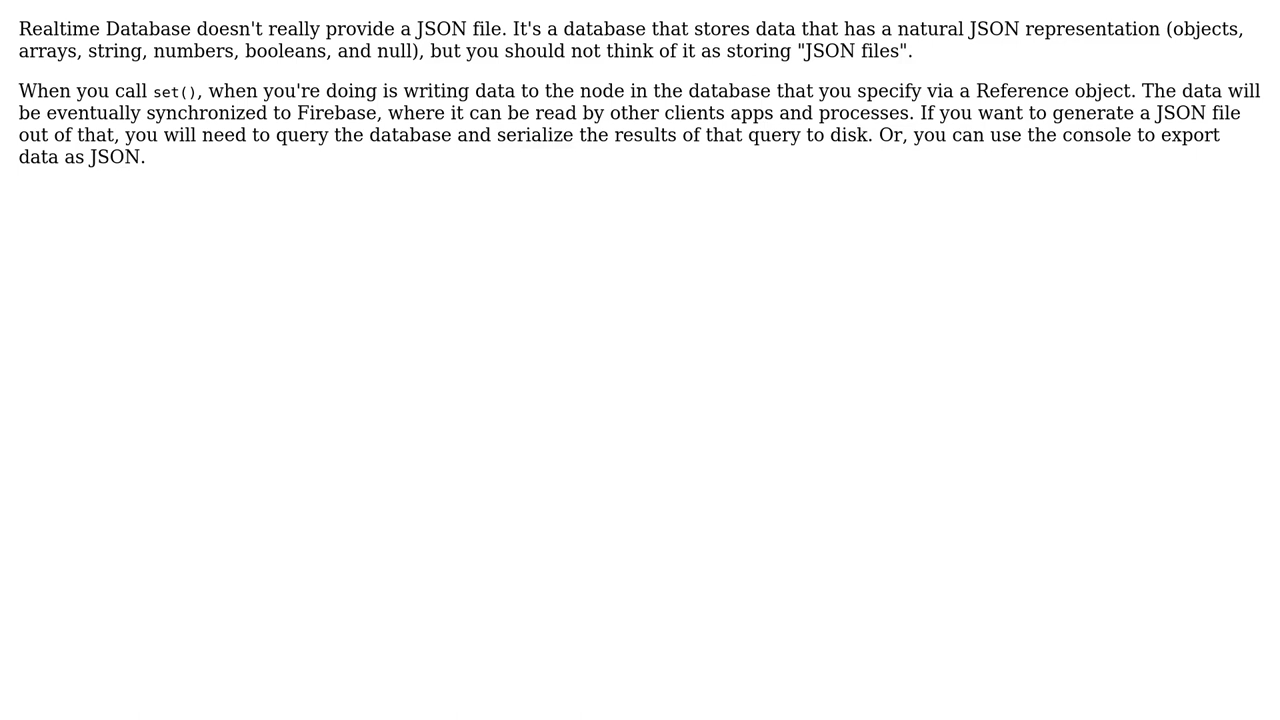 Realtime Database doesn't really provide a JSON file. It's a database that stores data that has a natural JSON representation (objects,
arrays, string, numbers, booleans, and null), but you should not think of it as storing "JSON files".
When you call set(), when you're doing is writing data to the node in the database that you specify via a Reference object. The data will
be eventually synchronized to Firebase, where it can be read by other clients apps and processes. If you want to generate a JSON file
out of that, you will need to query the database and serialize the results of that query to disk. Or, you can use the console to export
data as JSON.